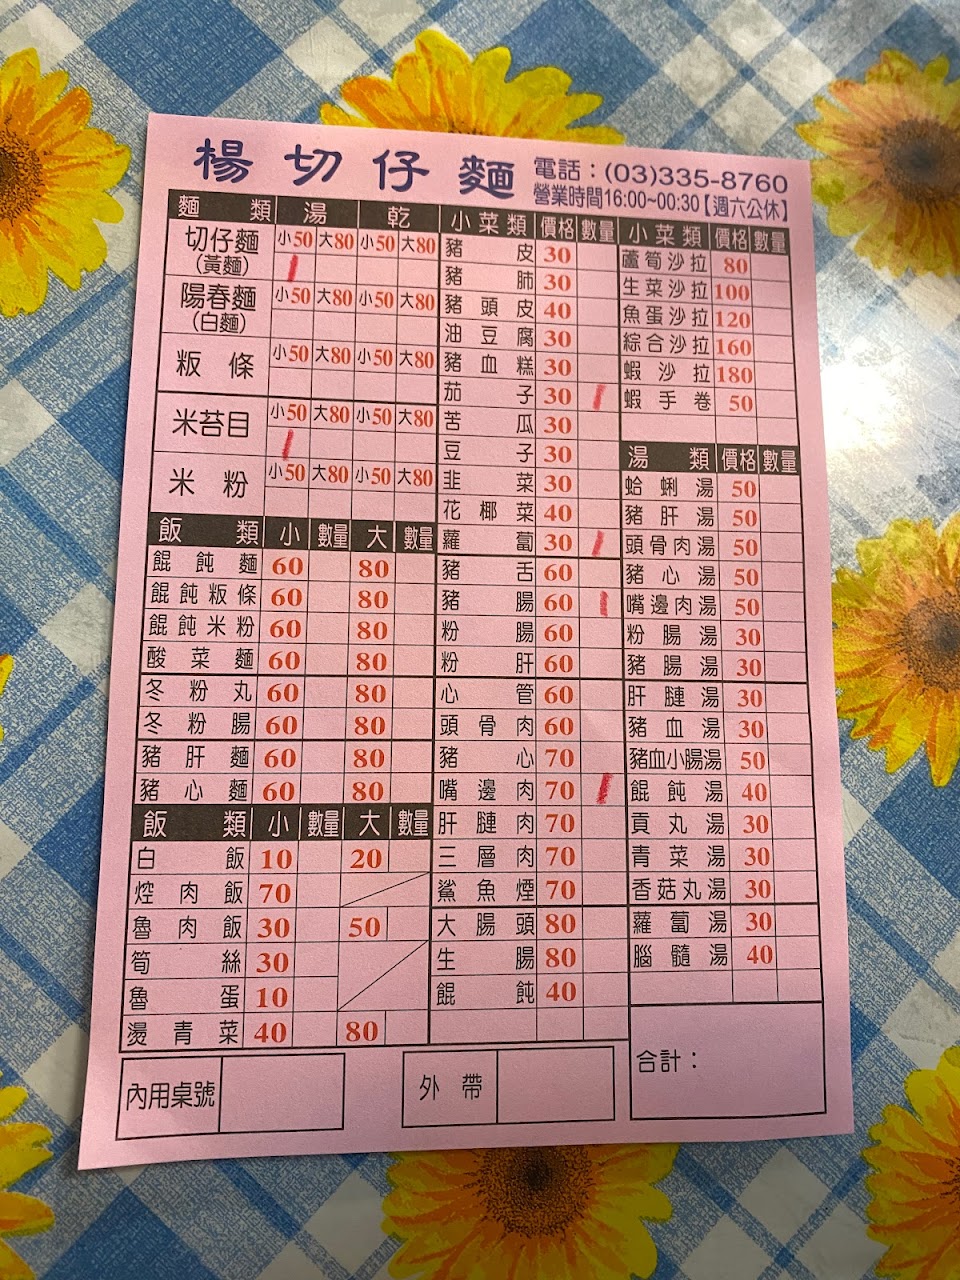 楊切仔麵
電話：(03)335-8760
營業時間16:00~00:30【週六公休】
麵類 湯 乾
切仔麵(黃麵) 小50 大80 小50 大80
陽春麵(白麵) 小50 大80 小50 大80
粄條 小50 大80 小50 大80
米苔目 小50 大80 小50 大80
米粉 小50 大80 小50 大80
飯類 小 數量 大 數量
餛飩麵 60 80
餛飩粄條 60 80
餛飩米粉 60 80
酸菜麵 60 80
冬粉丸 60 80
冬粉腸 60 80
豬肝麵 60 80
豬心麵 60 80
飯類 小 數量 大 數量
白飯 10 20
焢肉飯 70
魯肉飯 30 50
筍絲 30
魯蛋 10
燙青菜 40 80
小菜類 價格 數量
豬皮 30
豬肺 30
豬頭皮 40
油豆腐 30
豬血糕 30
茄子 30
苦瓜 30
豆子 30
韭菜 30
花椰菜 40
蘿蔔 30
豬舌 60
豬腸 60
粉腸 60
粉肝 60
心管 60
頭骨肉 60
豬心 70
嘴邊肉 70
肝腱肉 70
三層肉 70
鯊魚煙 70
大腸頭 80
生腸 80
餛飩 40
小菜類 價格 數量
蘆筍沙拉 80
生菜沙拉 100
魚蛋沙拉 120
綜合沙拉 160
蝦沙拉 180
蝦手卷 50
湯類 價格 數量
蛤蜊湯 50
豬肝湯 50
頭骨肉湯 50
豬心湯 50
嘴邊肉湯 50
粉腸湯 30
豬腸湯 30
肝腱湯 30
豬血湯 30
豬血小腸湯 50
餛飩湯 40
貢丸湯 30
青菜湯 30
香菇丸湯 30
蘿蔔湯 30
腦髓湯 40
合計：
內用桌號
外帶